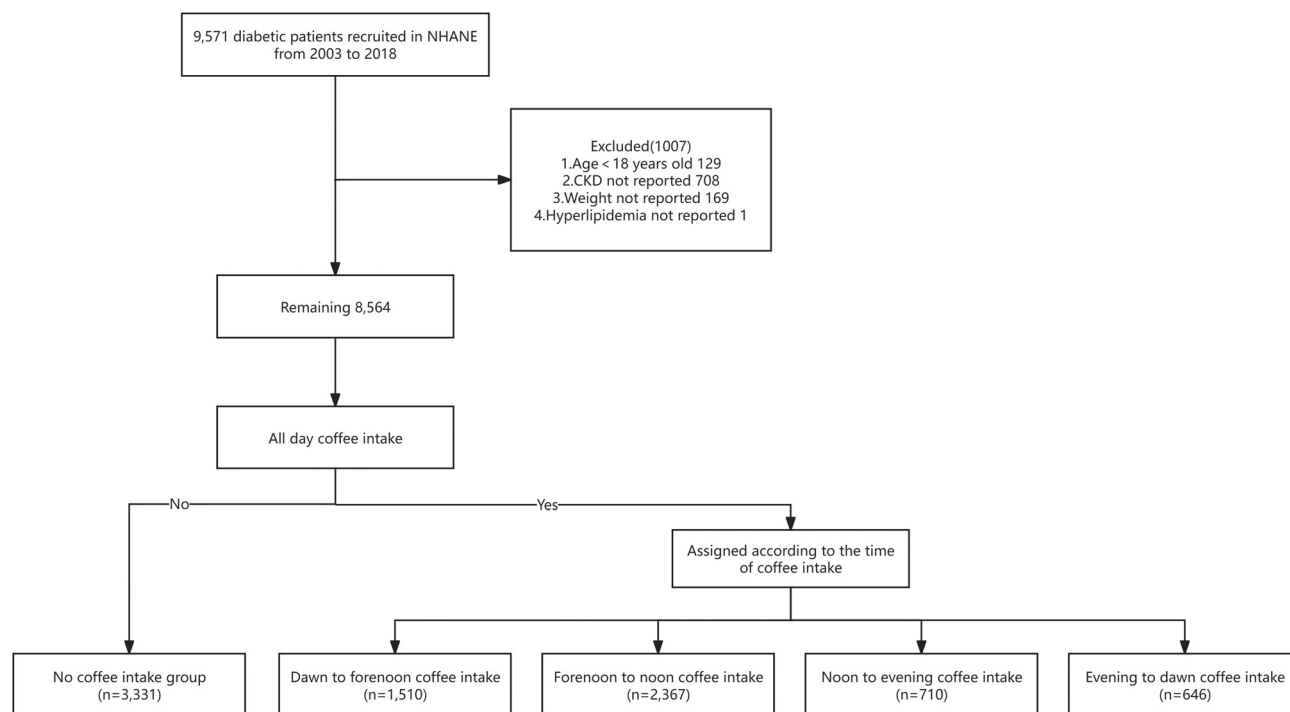 9,571 diabetic patients recruited in NHANE
from 2003 to 2018
Excluded(1007)
1.Age < 18 years old 129
2.CKD not reported 708
3.Weight not reported 169
4.Hyperlipidemia not reported 1
Remaining 8,564
All day coffee intake
No
Yes
Assigned according to the time
of coffee intake
No coffee intake group
(n=3,331)
Dawn to forenoon coffee intake
(n=1,510)
Forenoon to noon coffee intake
(n=2,367)
Noon to evening coffee intake
(n=710)
Evening to dawn coffee intake
(n=646)